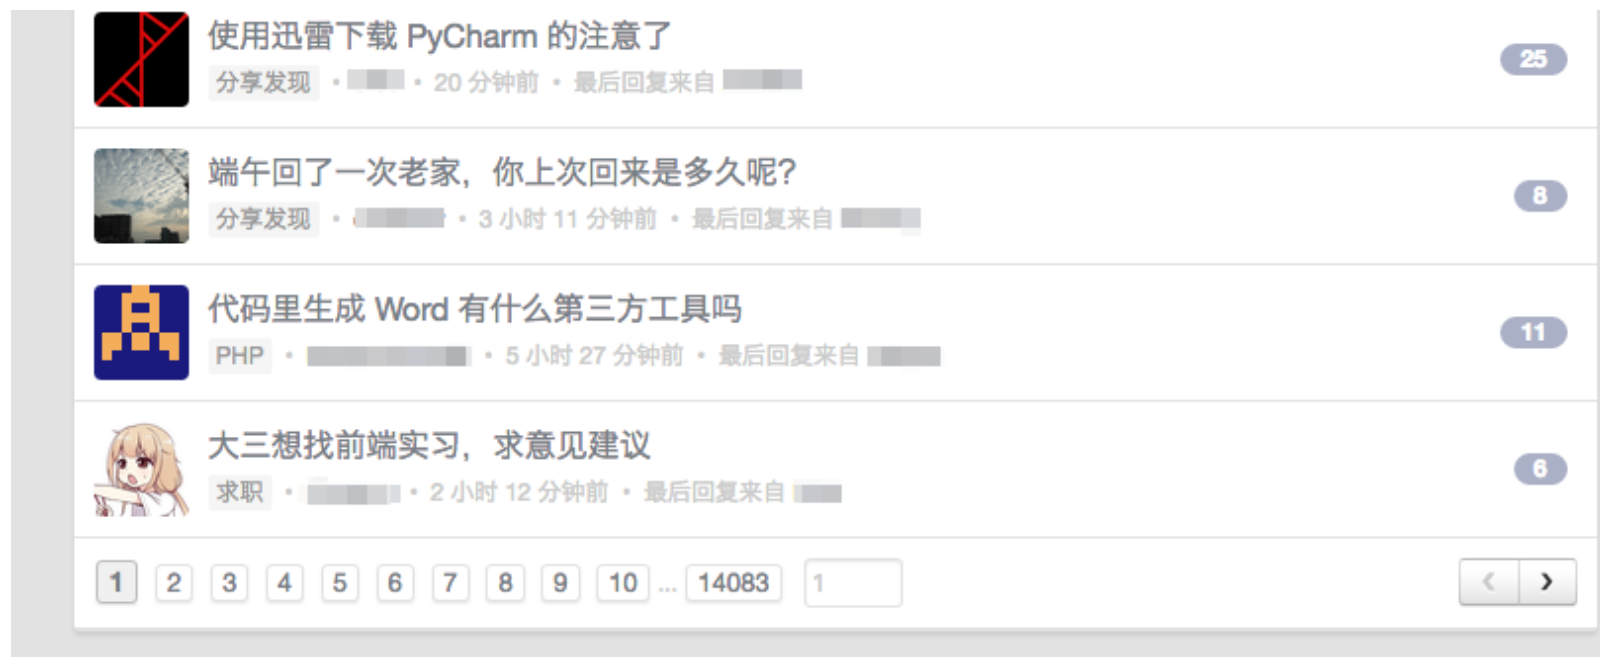 使用迅雷下载 PyCharm 的注意了
25
分享发现 • • 20 分钟前 • 最后回复来自
端午回了一次老家，你上次回来是多久呢？
8
分享发现 • • 3 小时 11 分钟前 • 最后回复来自
代码里生成 Word 有什么第三方工具吗
11
PHP • • 5 小时 27 分钟前 • 最后回复来自
大三想找前端实习，求意见建议
6
求职 • • 2 小时 12 分钟前 • 最后回复来自
1 2 3 4 5 6 7 8 9 10 ... 14083 1 ‹ ›